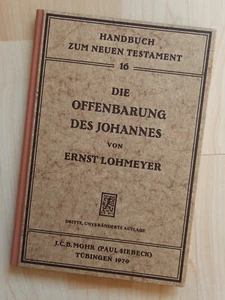 HANDBUCH
ZUM NEUEN TESTAMENT
16
DIE
OFFENBARUNG
DES JOHANNES
VON
ERNST LOHMEYER
DRITTE, UNVERÄNDERTE AUFLAGE
J.C.B. MOHR (PAUL SIEBECK)
TÜBINGEN 1970